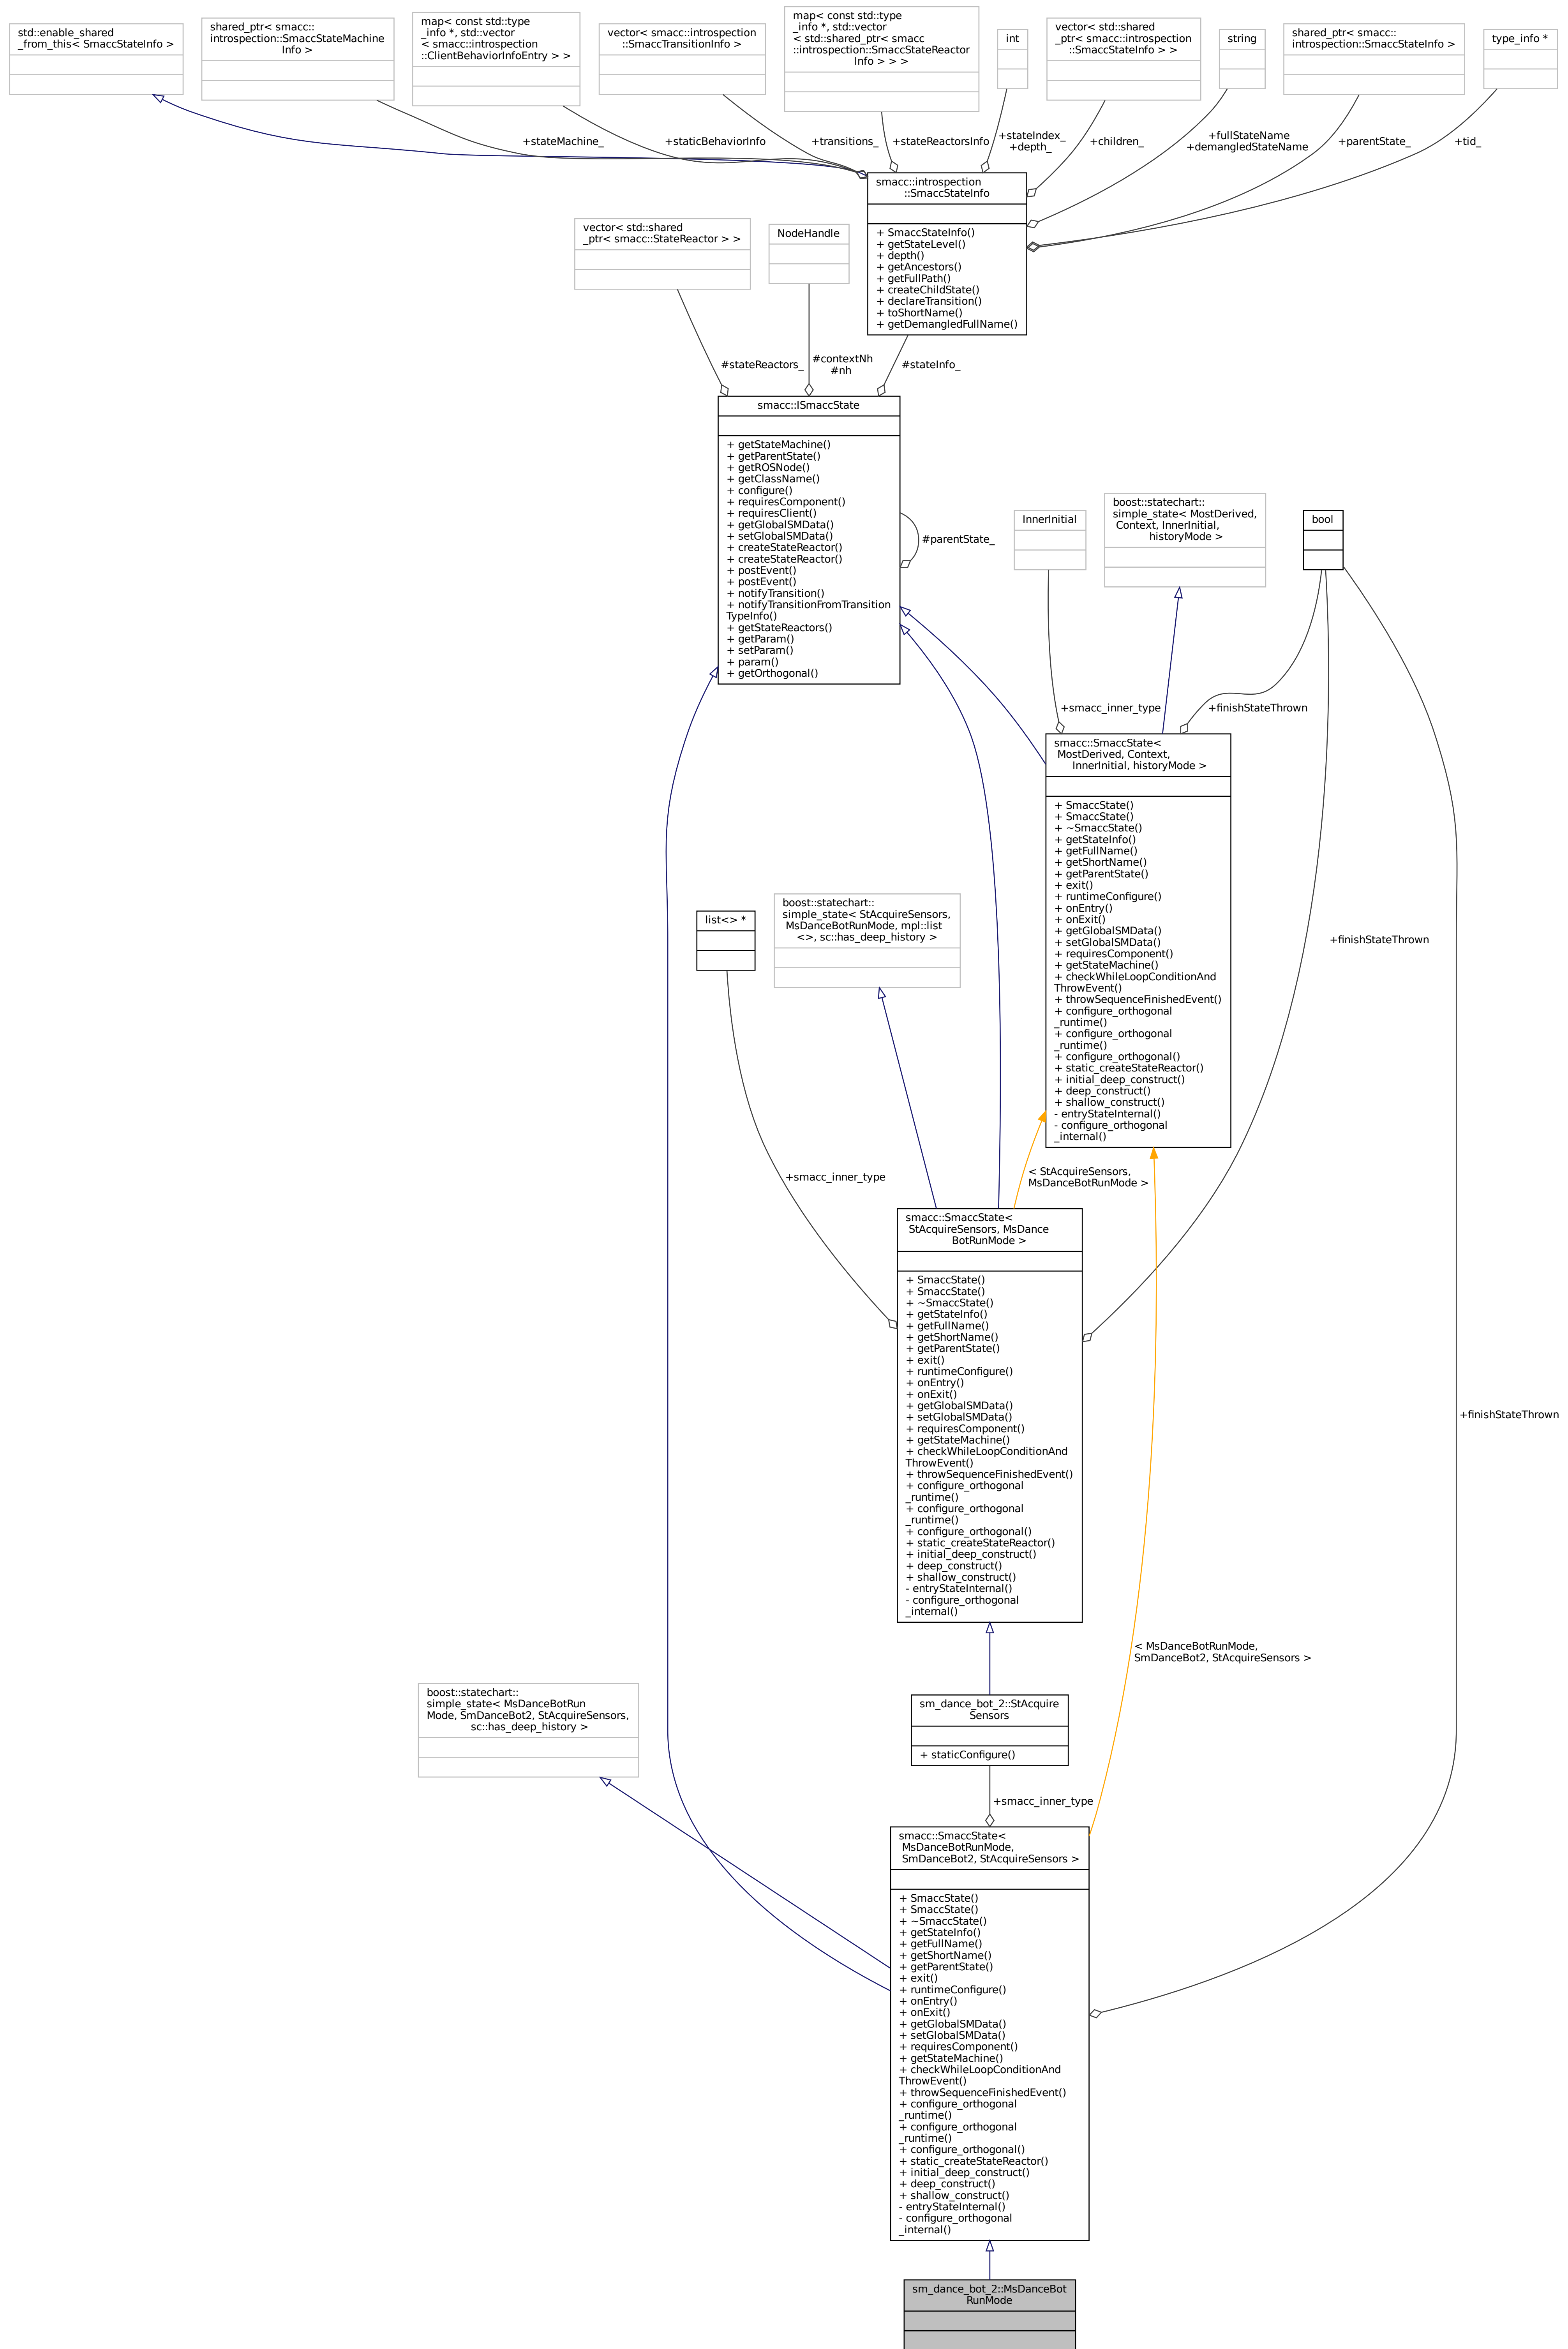 std::enable_shared
_from_this< SmaccStateInfo >
shared_ptr< smacc::
introspection::SmaccStateMachine
Info >
map< const std::type
_info *, std::vector
< smacc::introspection
::ClientBehaviorInfoEntry > >
vector< smacc::introspection
::SmaccTransitionInfo >
map< const std::type
_info *, std::vector
< std::shared_ptr< smacc
::introspection::SmaccStateReactor
Info > > >
int
vector< std::shared
_ptr< smacc::introspection
::SmaccStateInfo > >
string
shared_ptr< smacc::
introspection::SmaccStateInfo >
type_info *
+stateMachine_
+staticBehaviorInfo
+transitions_
+stateReactorsInfo
+stateIndex_
+depth_
+children_
+fullStateName
+demangledStateName
+parentState_
+tid_
smacc::introspection
::SmaccStateInfo
+ SmaccStateInfo()
+ getStateLevel()
+ depth()
+ getAncestors()
+ getFullPath()
+ createChildState()
+ declareTransition()
+ toShortName()
+ getDemangledFullName()
vector< std::shared
_ptr< smacc::StateReactor > >
NodeHandle
#stateReactors_
#contextNh
#nh
#stateInfo_
smacc::ISmaccState
+ getStateMachine()
+ getParentState()
+ getROSNode()
+ getClassName()
+ configure()
+ requiresComponent()
+ requiresClient()
+ getGlobalSMData()
+ setGlobalSMData()
+ createStateReactor()
+ createStateReactor()
+ postEvent()
+ postEvent()
+ notifyTransition()
+ notifyTransitionFromTransition
TypeInfo()
+ getStateReactors()
+ getParam()
+ setParam()
+ param()
+ getOrthogonal()
#parentState_
InnerInitial
boost::statechart::
simple_state< MostDerived,
Context, InnerInitial,
historyMode >
bool
+smacc_inner_type
+finishStateThrown
smacc::SmaccState<
MostDerived, Context,
InnerInitial, historyMode >
+ SmaccState()
+ SmaccState()
+ ~SmaccState()
+ getStateInfo()
+ getFullName()
+ getShortName()
+ getParentState()
+ exit()
+ runtimeConfigure()
+ onEntry()
+ onExit()
+ getGlobalSMData()
+ setGlobalSMData()
+ requiresComponent()
+ getStateMachine()
+ checkWhileLoopConditionAnd
ThrowEvent()
+ throwSequenceFinishedEvent()
+ configure_orthogonal
_runtime()
+ configure_orthogonal
_runtime()
+ configure_orthogonal()
+ static_createStateReactor()
+ initial_deep_construct()
+ deep_construct()
+ shallow_construct()
- entryStateInternal()
- configure_orthogonal
_internal()
list<> *
boost::statechart::
simple_state< StAcquireSensors,
MsDanceBotRunMode, mpl::list
<>, sc::has_deep_history >
+finishStateThrown
+smacc_inner_type
< StAcquireSensors,
MsDanceBotRunMode >
smacc::SmaccState<
StAcquireSensors, MsDance
BotRunMode >
+ SmaccState()
+ SmaccState()
+ ~SmaccState()
+ getStateInfo()
+ getFullName()
+ getShortName()
+ getParentState()
+ exit()
+ runtimeConfigure()
+ onEntry()
+ onExit()
+ getGlobalSMData()
+ setGlobalSMData()
+ requiresComponent()
+ getStateMachine()
+ checkWhileLoopConditionAnd
ThrowEvent()
+ throwSequenceFinishedEvent()
+ configure_orthogonal
_runtime()
+ configure_orthogonal
_runtime()
+ configure_orthogonal()
+ static_createStateReactor()
+ initial_deep_construct()
+ deep_construct()
+ shallow_construct()
- entryStateInternal()
- configure_orthogonal
_internal()
+finishStateThrown
< MsDanceBotRunMode,
SmDanceBot2, StAcquireSensors >
boost::statechart::
simple_state< MsDanceBotRun
Mode, SmDanceBot2, StAcquireSensors,
sc::has_deep_history >
sm_dance_bot_2::StAcquire
Sensors
+ staticConfigure()
+smacc_inner_type
smacc::SmaccState<
MsDanceBotRunMode,
SmDanceBot2, StAcquireSensors >
+ SmaccState()
+ SmaccState()
+ ~SmaccState()
+ getStateInfo()
+ getFullName()
+ getShortName()
+ getParentState()
+ exit()
+ runtimeConfigure()
+ onEntry()
+ onExit()
+ getGlobalSMData()
+ setGlobalSMData()
+ requiresComponent()
+ getStateMachine()
+ checkWhileLoopConditionAnd
ThrowEvent()
+ throwSequenceFinishedEvent()
+ configure_orthogonal
_runtime()
+ configure_orthogonal
_runtime()
+ configure_orthogonal()
+ static_createStateReactor()
+ initial_deep_construct()
+ deep_construct()
+ shallow_construct()
- entryStateInternal()
- configure_orthogonal
_internal()
sm_dance_bot_2::MsDanceBot
RunMode